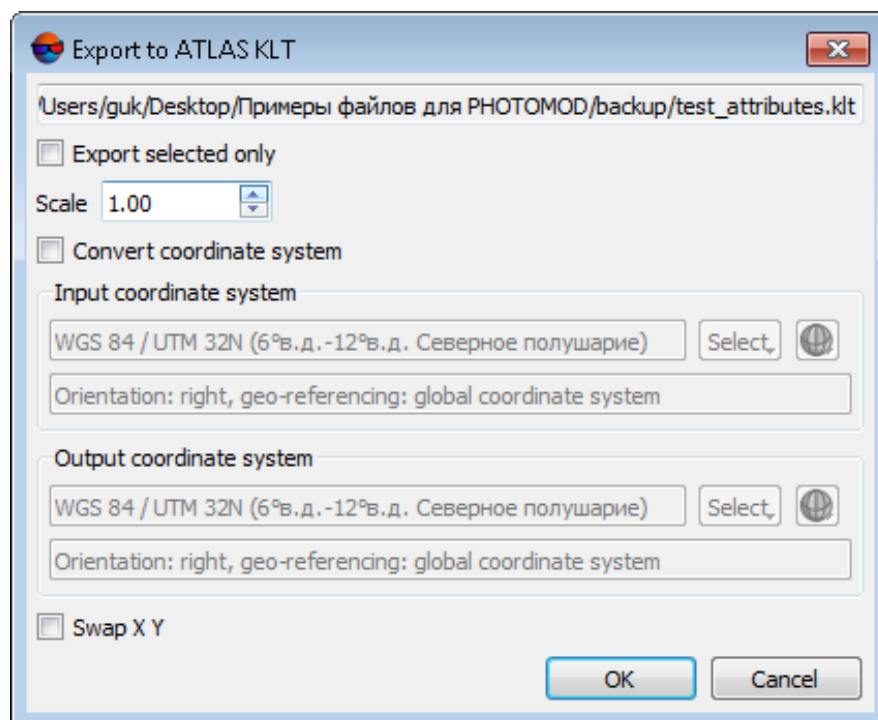 Export to ATLAS KLT
/Users/guk/Desktop/Примеры файлов для PHOTOMOD/backup/test_attributes.klt
Export selected only
Scale 1.00
Convert coordinate system
Input coordinate system
WGS 84 / UTM 32N (6°в.д.-12°в.д. Северное полушарие) Select
Orientation: right, geo-referencing: global coordinate system
Output coordinate system
WGS 84 / UTM 32N (6°в.д.-12°в.д. Северное полушарие) Select
Orientation: right, geo-referencing: global coordinate system
Swap X Y
OK Cancel